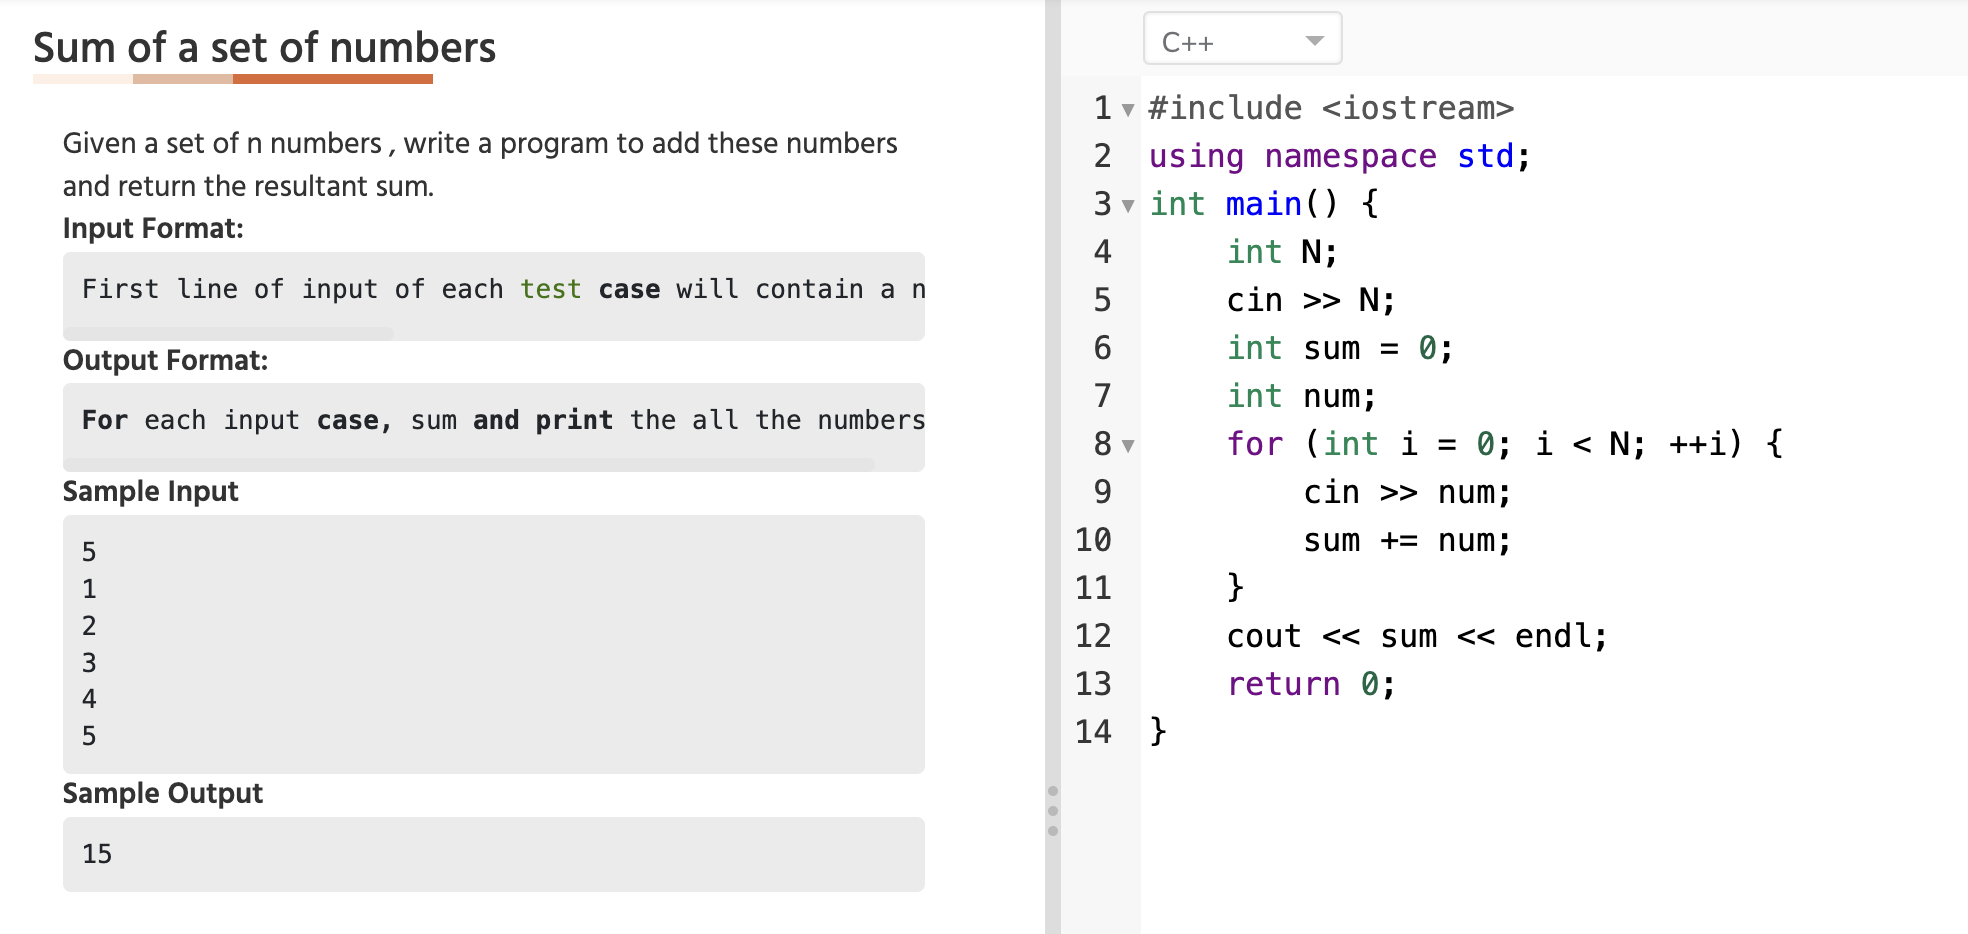 Sum of a set of numbers
Given a set of n numbers , write a program to add these numbers
and return the resultant sum.
Input Format:
First line of input of each test case will contain a n
Output Format:
For each input case, sum and print the all the numbers
Sample Input
5
1
2
3
4
5
Sample Output
15
C++
1 #include <iostream>
2 using namespace std;
3 int main() {
4     int N;
5     cin >> N;
6     int sum = 0;
7     int num;
8     for (int i = 0; i < N; ++i) {
9         cin >> num;
10         sum += num;
11     }
12     cout << sum << endl;
13     return 0;
14 }